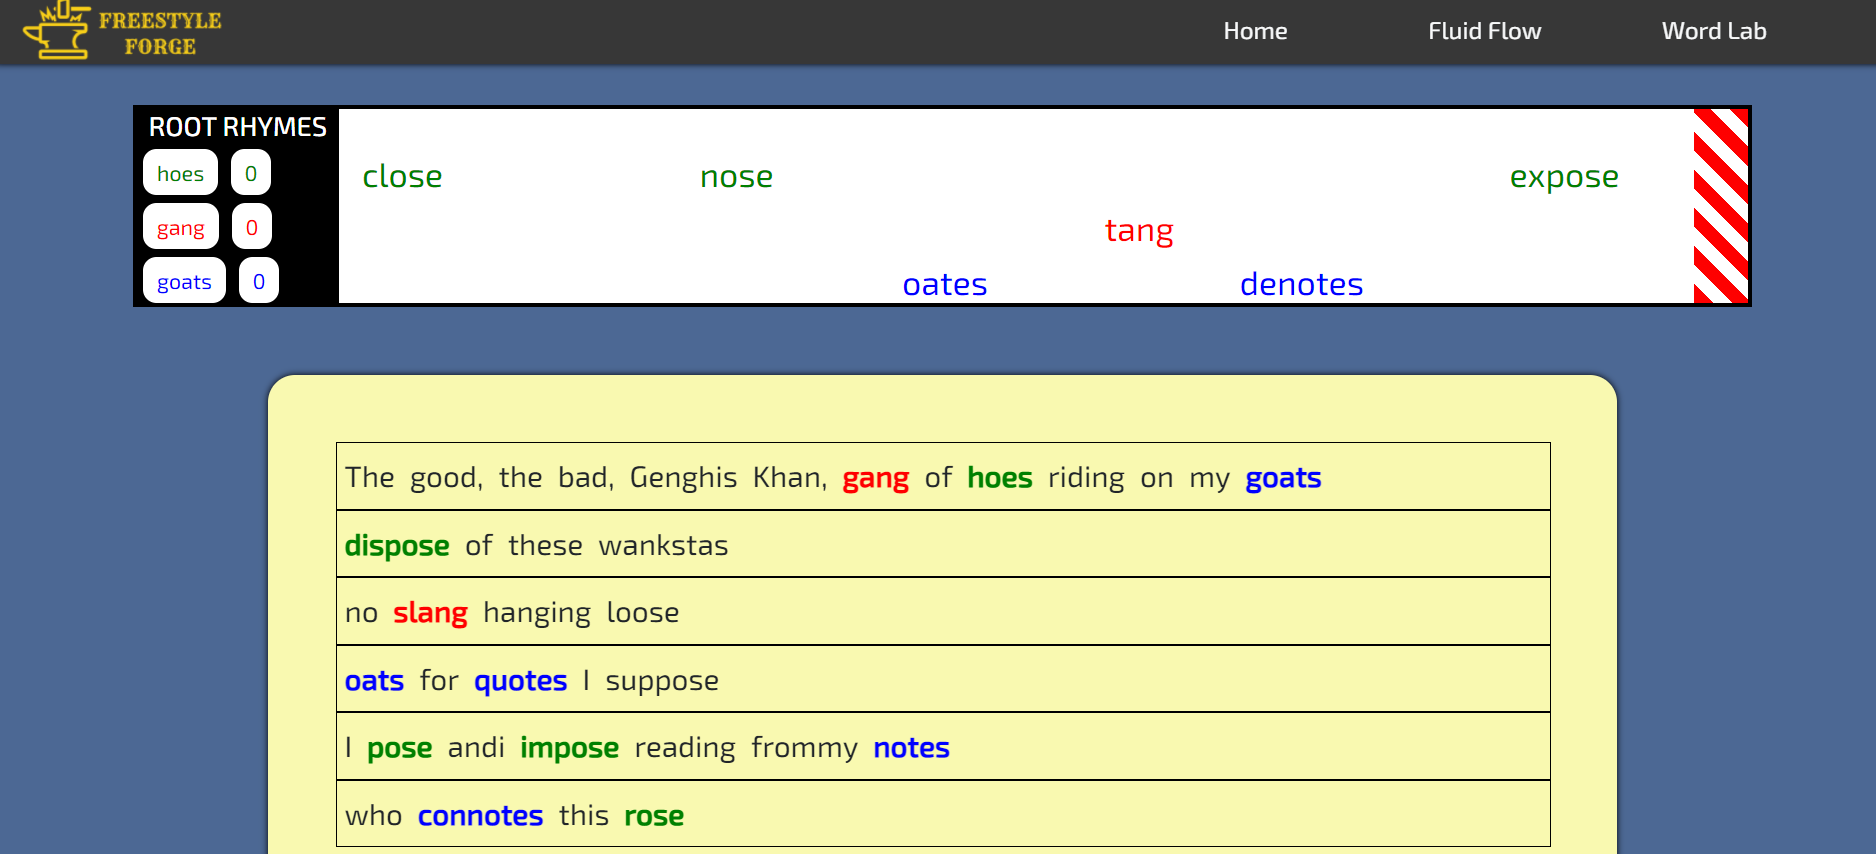 FREESTYLE
FORGE
Home Fluid Flow Word Lab
ROOT RHYMES
hoes 0 close nose expose
gang 0 tang
goats 0 oates denotes
The good, the bad, Genghis Khan, gang of hoes riding on my goats
dispose of these wankstas
no slang hanging loose
oats for quotes I suppose
I pose andi impose reading frommy notes
who connotes this rose